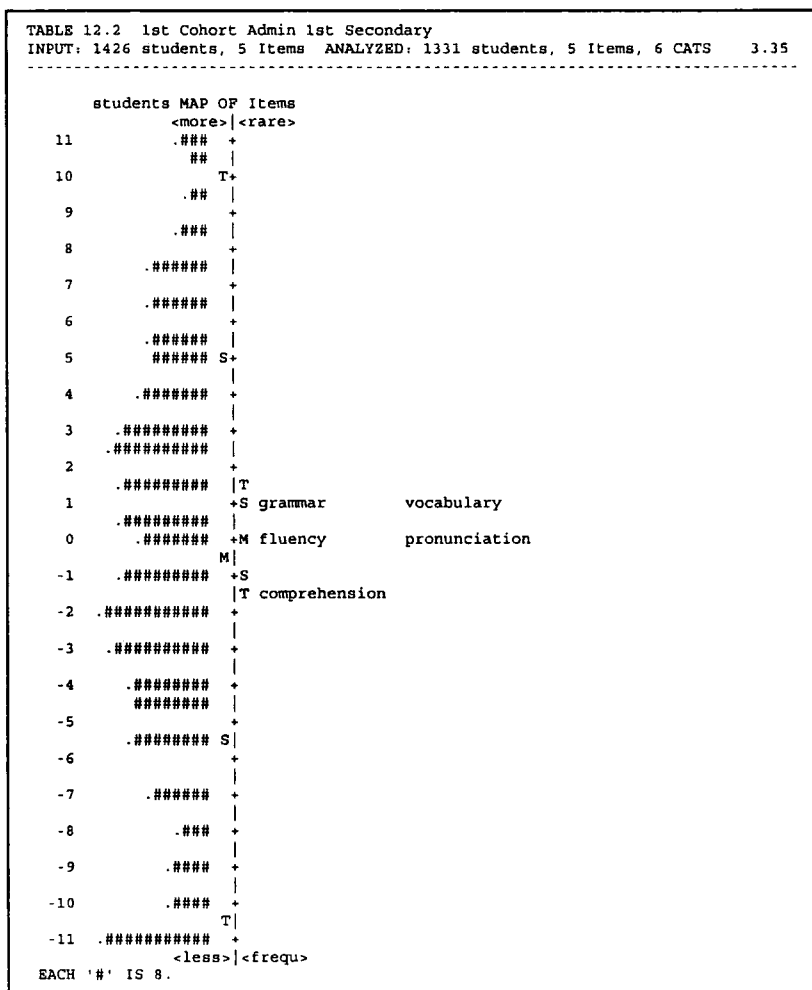 TABLE 12.2 1st Cohort Admin 1st Secondary
INPUT: 1426 students, 5 Items ANALYZED: 1331 students, 5 Items, 6 CATS 3.35
--------------------------------------------------------------------------------
students MAP OF Items
<more>|<rare>
11 .### +
## |
10 T+
.## |
9 +
.### |
8 +
.###### |
7 +
.###### |
6 +
.###### |
5 ###### S+
|
4 .####### +
|
3 .######### +
.########## |
2 +
.######### |T
1 +S grammar vocabulary
.######### |
0 .####### +M fluency pronunciation
M|
-1 .######### +S
|T comprehension
-2 .########### +
|
-3 .########## +
|
-4 .######## +
######## |
-5 +
.######## S|
-6 +
|
-7 .###### +
|
-8 .### +
|
-9 .#### +
|
-10 .#### +
T|
-11 .########### +
<less>|<frequ>
EACH '#' IS 8.